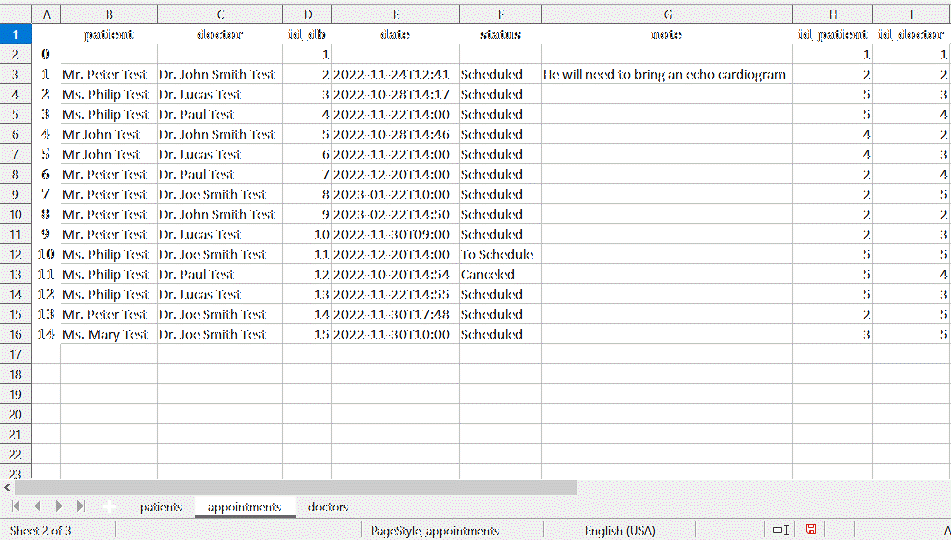 A B C D E F G H I
1 patient doctor id_db date status note id_patient id_doctor
2 0 1 1 1
3 1 Mr. Peter Test Dr. John Smith Test 2 2022-11-24T12:41 Scheduled He will need to bring an echo cardiogram 2 2
4 2 Ms. Philip Test Dr. Lucas Test 3 2022-10-28T14:17 Scheduled 5 3
5 3 Ms. Philip Test Dr. Paul Test 4 2022-11-22T14:00 Scheduled 5 4
6 4 Mr John Test Dr. John Smith Test 5 2022-10-28T14:46 Scheduled 4 2
7 5 Mr John Test Dr. Lucas Test 6 2022-11-22T14:00 Scheduled 4 3
8 6 Mr. Peter Test Dr. Paul Test 7 2022-12-20T14:00 Scheduled 2 4
9 7 Mr. Peter Test Dr. Joe Smith Test 8 2023-01-22T10:00 Scheduled 2 5
10 8 Mr. Peter Test Dr. John Smith Test 9 2023-02-22T14:50 Scheduled 2 2
11 9 Mr. Peter Test Dr. Lucas Test 10 2022-11-30T09:00 Scheduled 2 3
12 10 Ms. Philip Test Dr. Joe Smith Test 11 2022-12-20T14:00 To Schedule 5 5
13 11 Ms. Philip Test Dr. Paul Test 12 2022-10-20T14:54 Canceled 5 4
14 12 Ms. Philip Test Dr. Lucas Test 13 2022-11-22T14:55 Scheduled 5 3
15 13 Mr. Peter Test Dr. Joe Smith Test 14 2022-11-30T17:48 Scheduled 2 5
16 14 Ms. Mary Test Dr. Joe Smith Test 15 2022-11-30T10:00 Scheduled 3 5
17
18
19
20
21
22
23
patients appointments doctors
Sheet 2 of 3 PageStyle_appointments English (USA) A